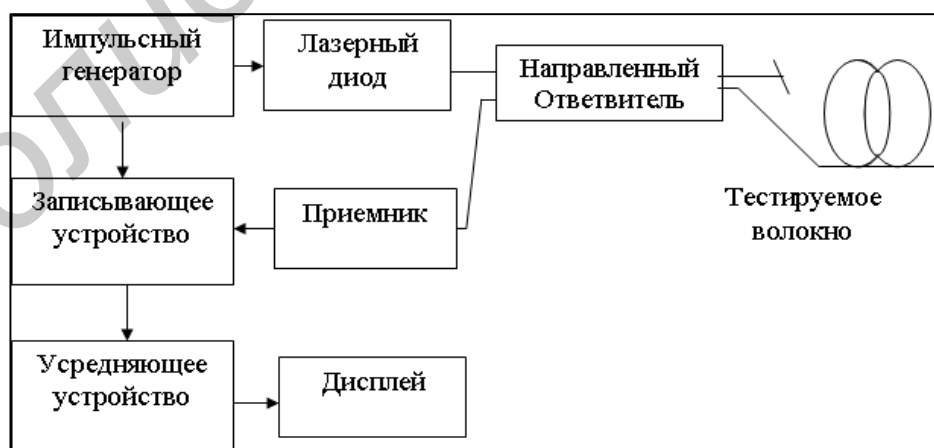 Импульсный
генератор
Лазерный
диод
Направленный
Ответвитель
Записывающее
устройство
Приемник
Тестируемое
волокно
Усредняющее
устройство
Дисплей